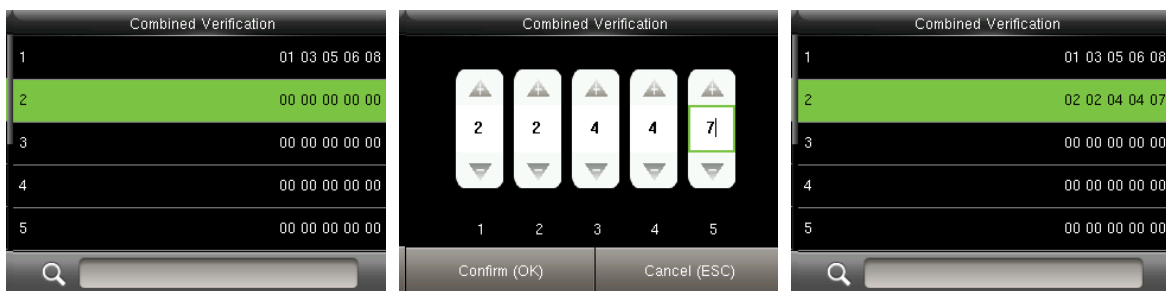 Combined Verification
1 01 03 05 06 08
2 00 00 00 00 00
3 00 00 00 00 00
4 00 00 00 00 00
5 00 00 00 00 00
Combined Verification
2 2 4 4 7
1 2 3 4 5
Confirm (OK) Cancel (ESC)
Combined Verification
1 01 03 05 06 08
2 02 02 04 04 07
3 00 00 00 00 00
4 00 00 00 00 00
5 00 00 00 00 00